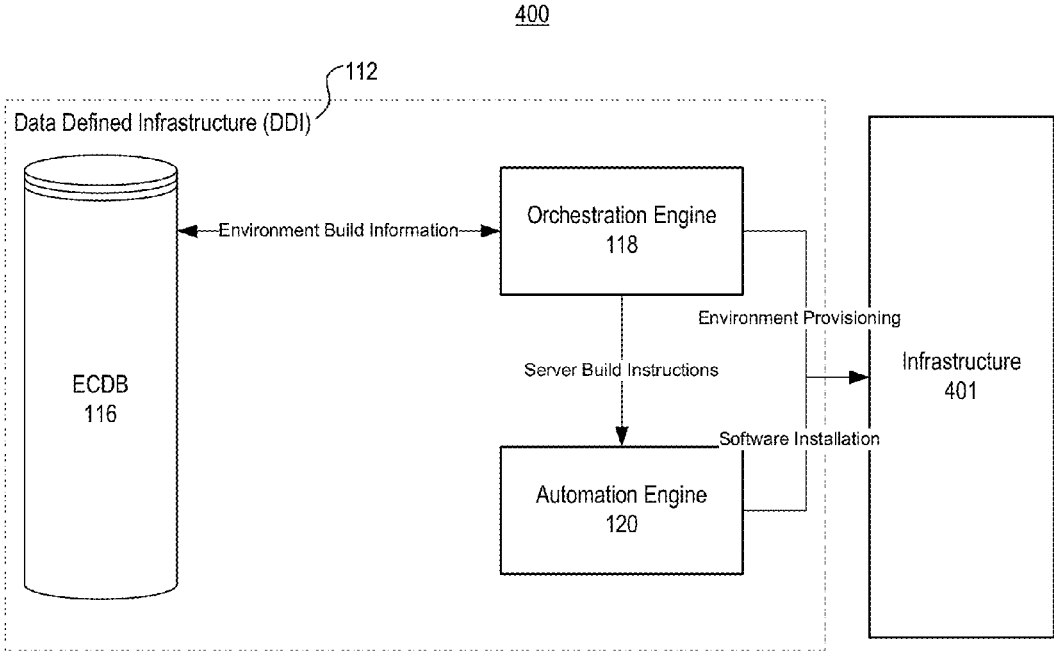 400
112
Data Defined Infrastructure (DDI)
Orchestration Engine
118
Environment Build Information
Environment Provisioning
Infrastructure
401
Server Build Instructions
ECDB
116
Software Installation
Automation Engine
120